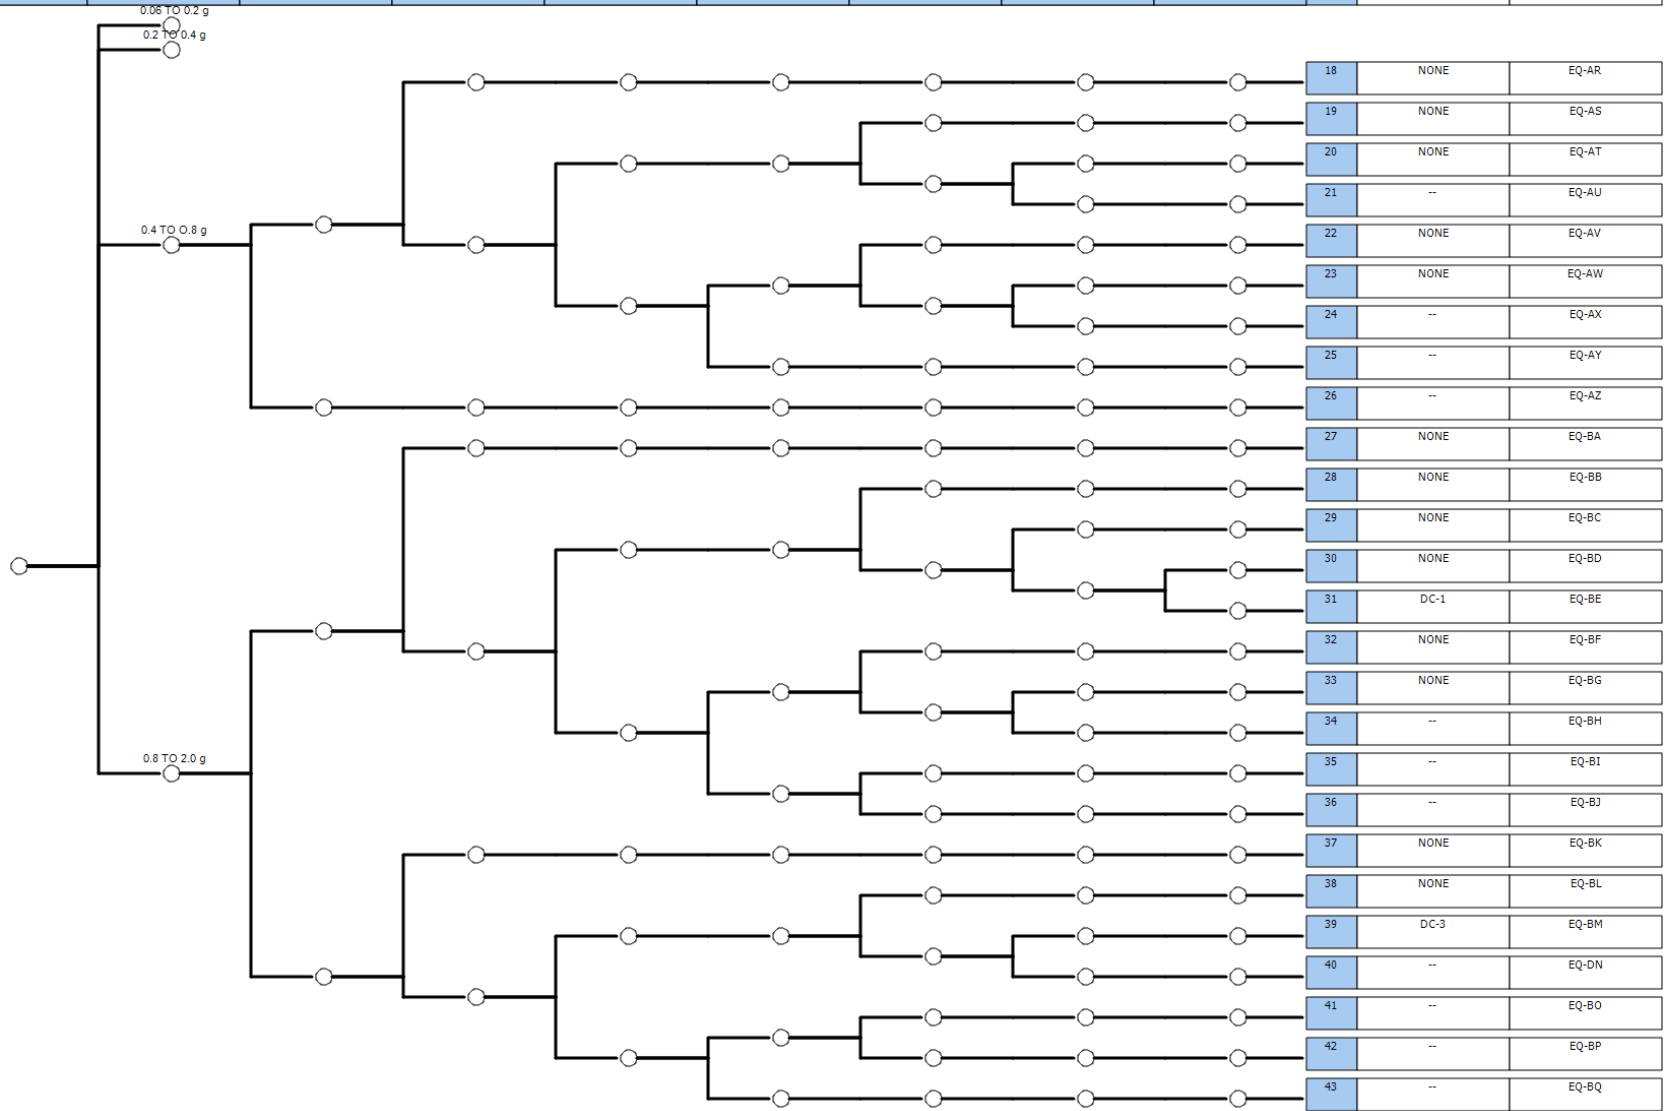 0.06 TO 0.2 g
0.2 TO 0.4 g
18 NONE EQ-AR
19 NONE EQ-AS
20 NONE EQ-AT
21 -- EQ-AU
0.4 TO O.8 g
22 NONE EQ-AV
23 NONE EQ-AW
24 -- EQ-AX
25 -- EQ-AY
26 -- EQ-AZ
27 NONE EQ-BA
28 NONE EQ-BB
29 NONE EQ-BC
30 NONE EQ-BD
31 DC-1 EQ-BE
32 NONE EQ-BF
33 NONE EQ-BG
34 -- EQ-BH
0.8 TO 2.0 g
35 -- EQ-BI
36 -- EQ-BJ
37 NONE EQ-BK
38 NONE EQ-BL
39 DC-3 EQ-BM
40 -- EQ-DN
41 -- EQ-BO
42 -- EQ-BP
43 -- EQ-BQ